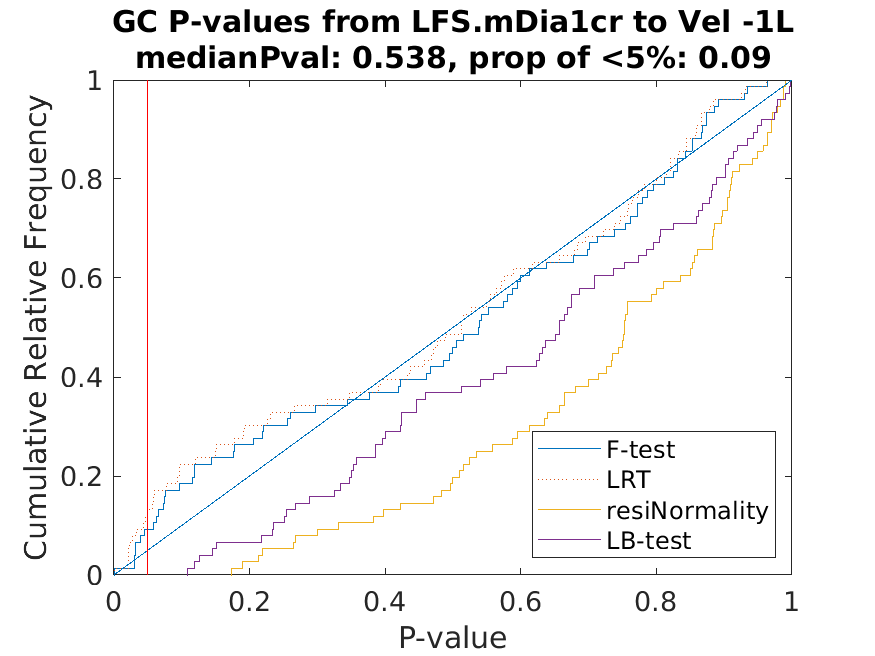 GC P-values from LFS.mDia1cr to Vel -1L
medianPval: 0.538, prop of <5%: 0.09
Cumulative Relative Frequency
1
0.8
0.6
0.4
0.2
0
0
0.2
0.4
0.6
0.8
1
P-value
F-test
LRT
resiNormality
LB-test